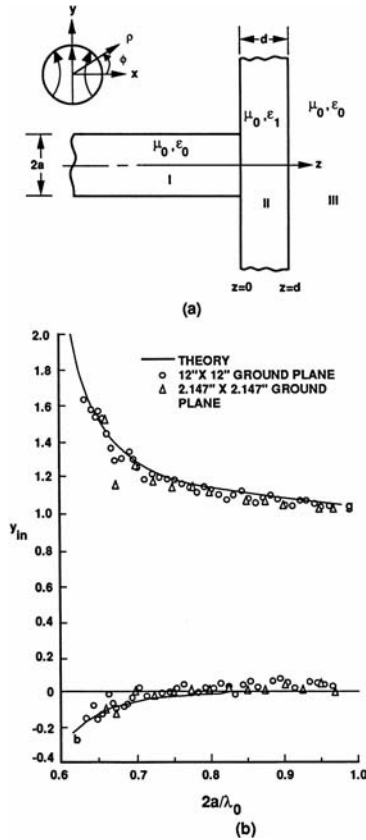 y
ρ
ϕ
x
d
μ₀,ε₀
μ₀,ε₁
μ₀,ε₀
2a
z
I
II
III
z=0
z=d
(a)
2.0
THEORY
12"X 12" GROUND PLANE
2.147" X 2.147" GROUND
PLANE
1.8
1.6
1.4
1.2
1.0
g
0.8
y_in
0.6
0.4
0.2
0
-0.2
b
-0.4
0.6
0.7
0.8
0.9
1.0
2a/λ₀
(b)